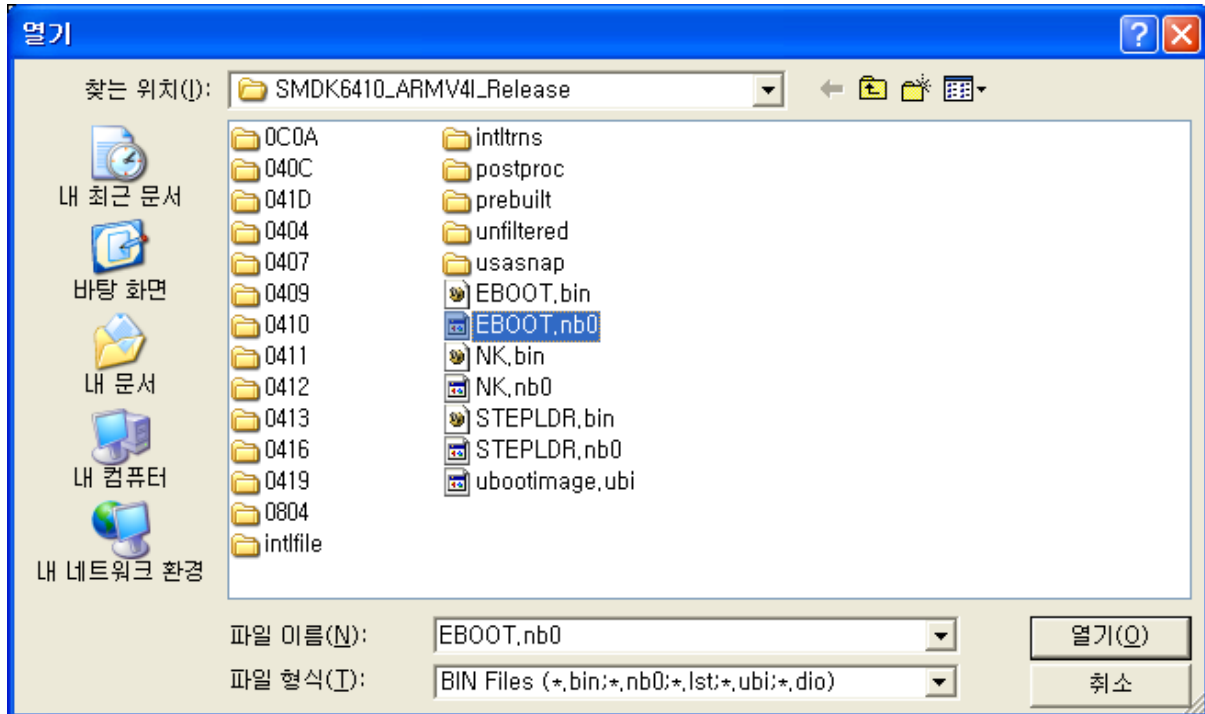 열기
찾는 위치(I):
SMDK6410_ARMV4I_Release
내 최근 문서
바탕 화면
내 문서
내 컴퓨터
내 네트워크 환경
0C0A
040C
041D
0404
0407
0409
0410
0411
0412
0413
0416
0419
0804
intlfile
intltrns
postproc
prebuilt
unfiltered
usasnap
EBOOT.bin
EBOOT.nb0
NK.bin
NK.nb0
STEPLDR.bin
STEPLDR.nb0
ubootimage.ubi
파일 이름(N):
EBOOT.nb0
열기(O)
파일 형식(T):
BIN Files (*.bin;*.nb0;*.lst;*.ubi;*.dio)
취소